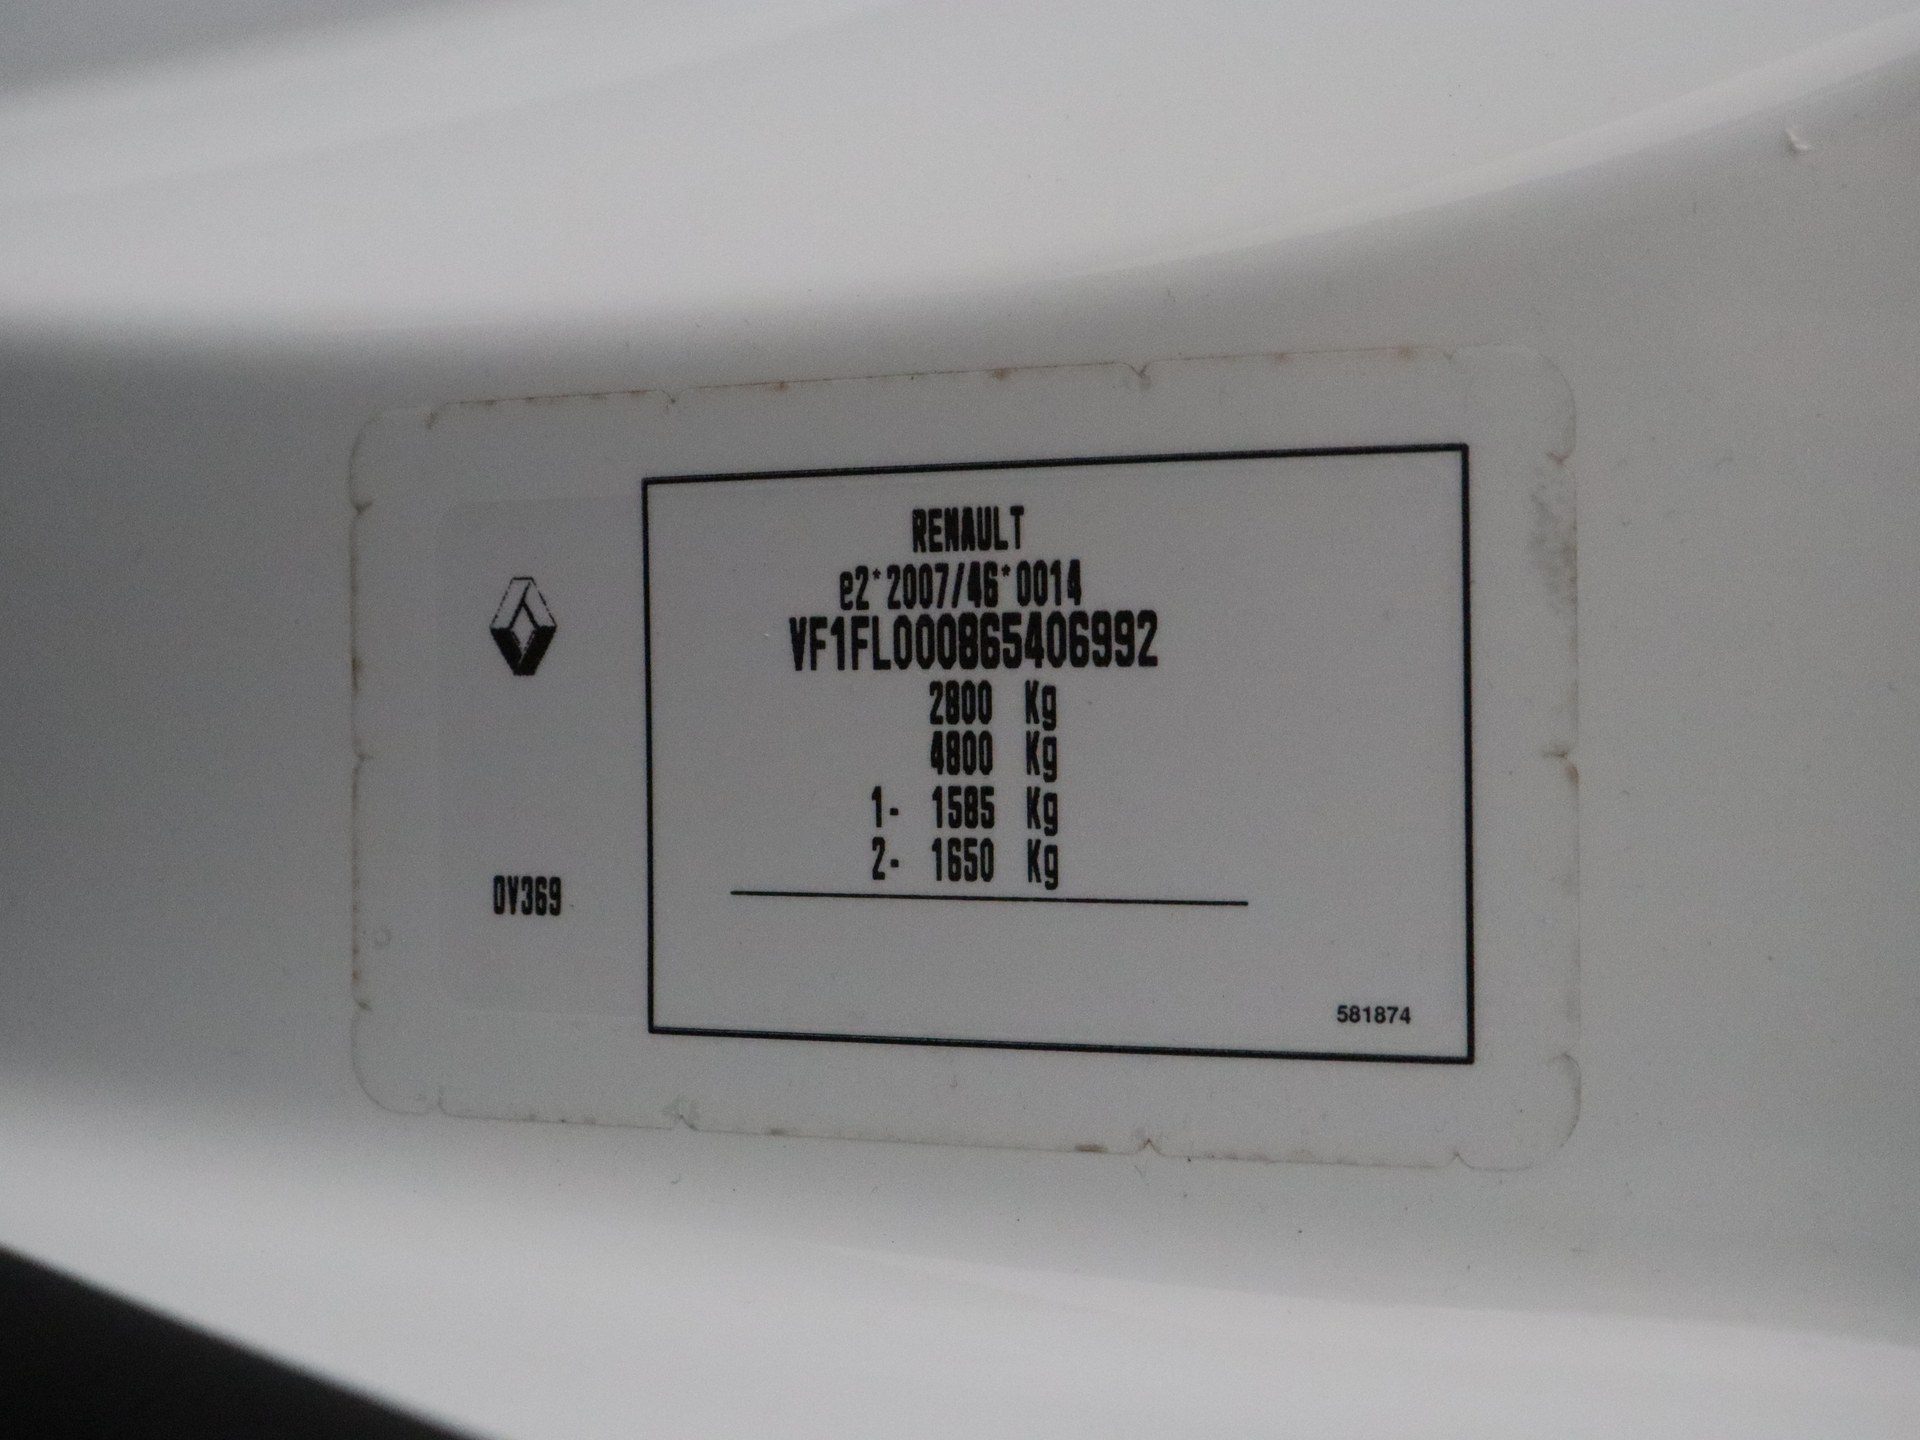 RENAULT
e2*2007/46*0014
VF1FL000865406992
2800 Kg
4800 Kg
1- 1585 Kg
2- 1650 Kg
0V369
581874